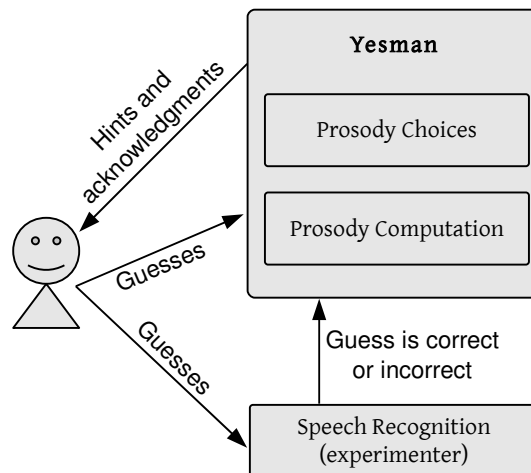 Yesman
Hints and
acknowledgments
Prosody Choices
Prosody Computation
Guesses
Guesses
Guess is correct
or incorrect
Speech Recognition
(experimenter)